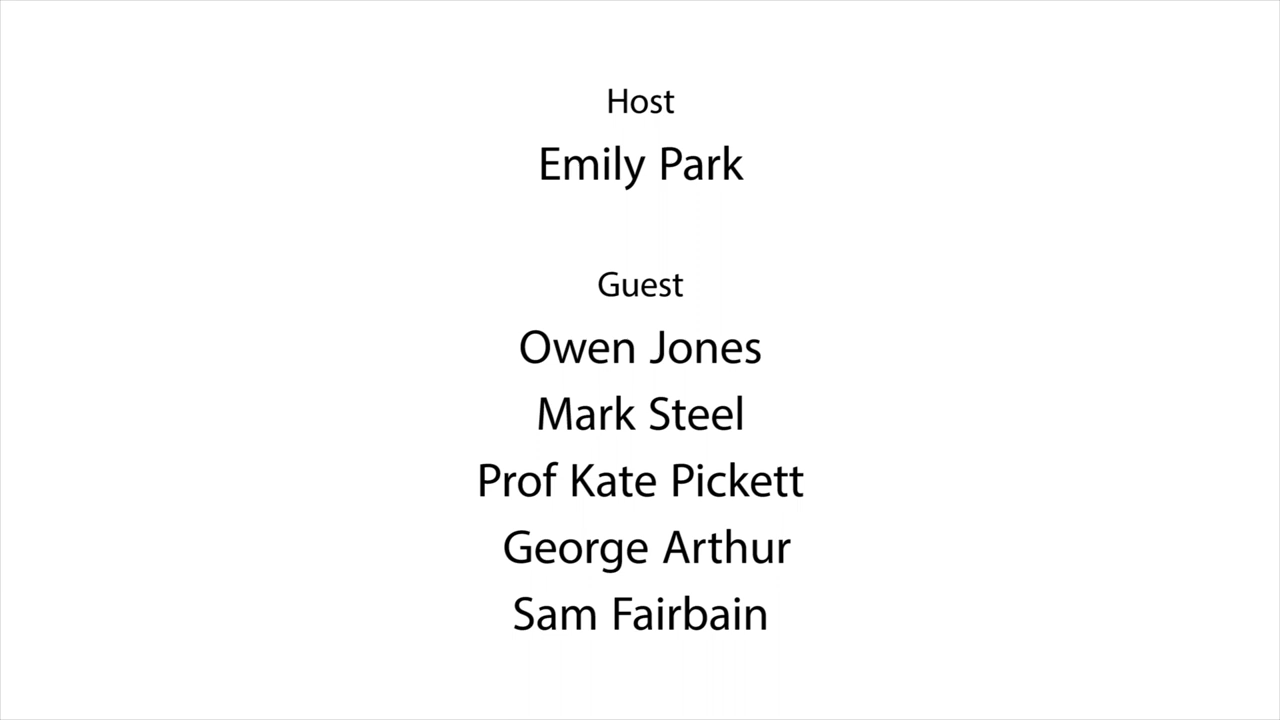 Host
Emily Park
Guest
Owen Jones
Mark Steel
Prof Kate Pickett
George Arthur
Sam Fairbain